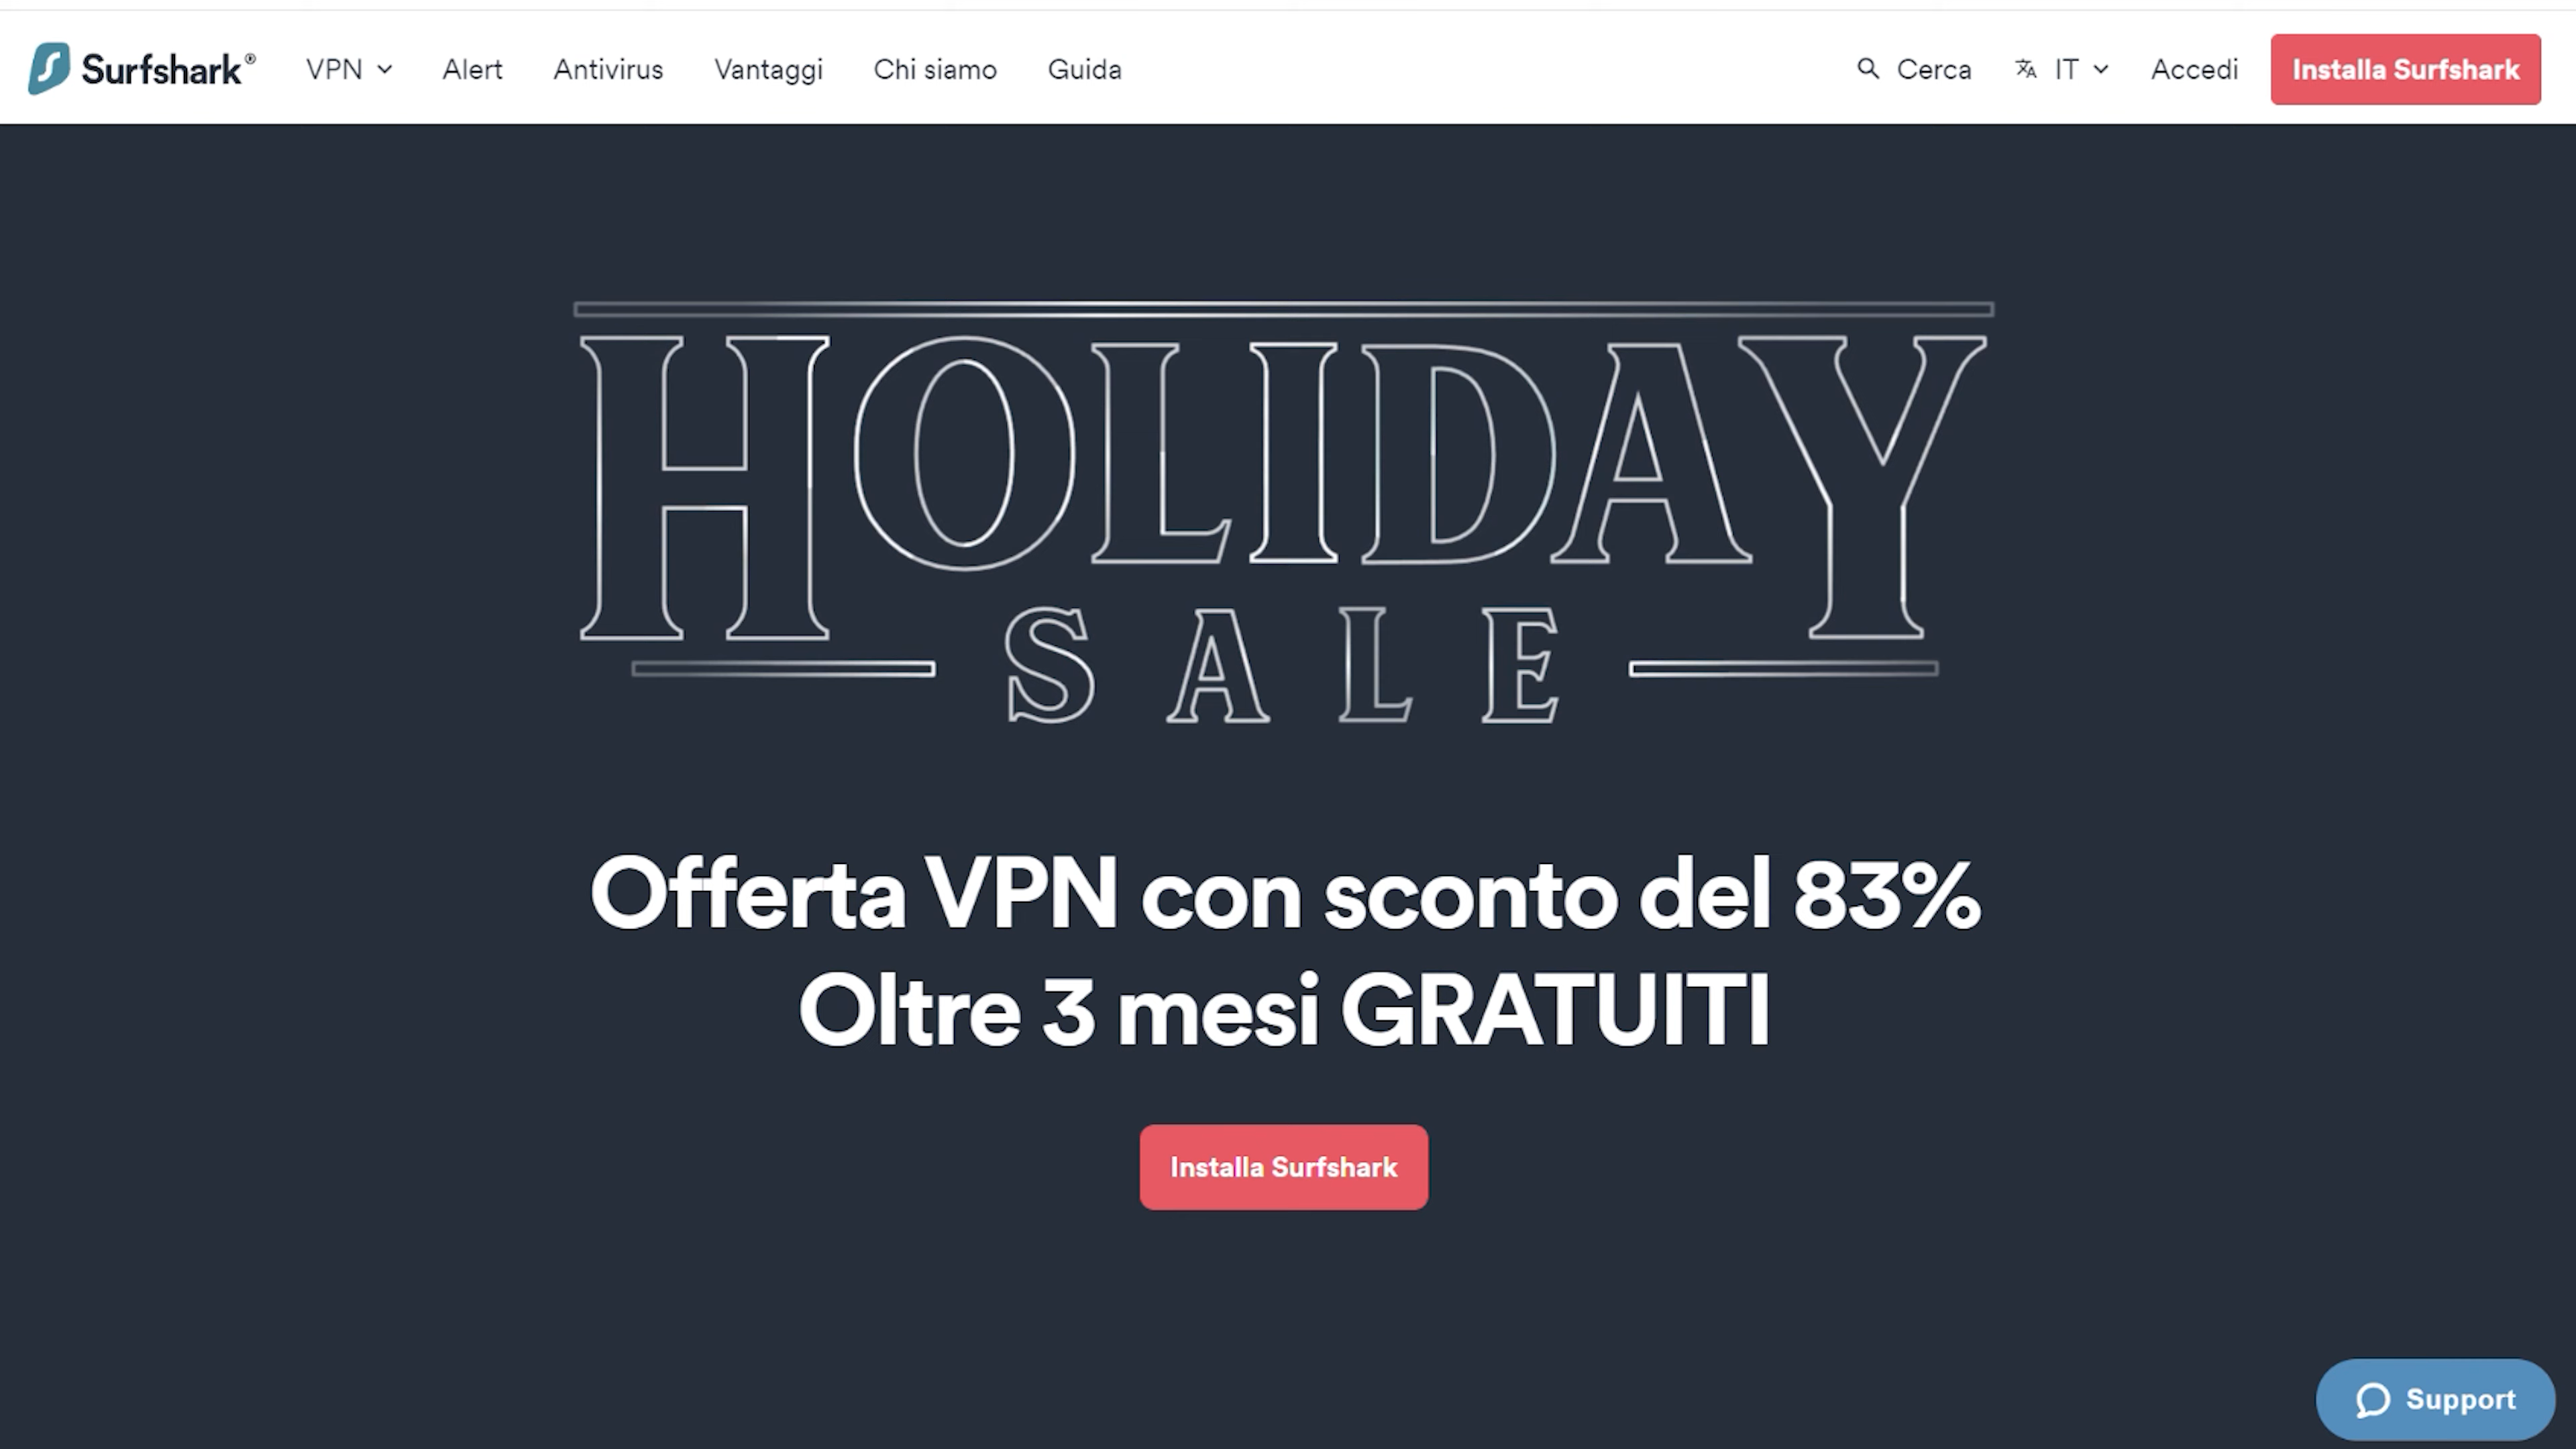 Surfshark® VPN Alert Antivirus Vantaggi Chi siamo Guida Cerca IT Accedi Installa Surfshark
HOLIDAY
SALE
Offerta VPN con sconto del 83%
Oltre 3 mesi GRATUITI
Installa Surfshark
Support